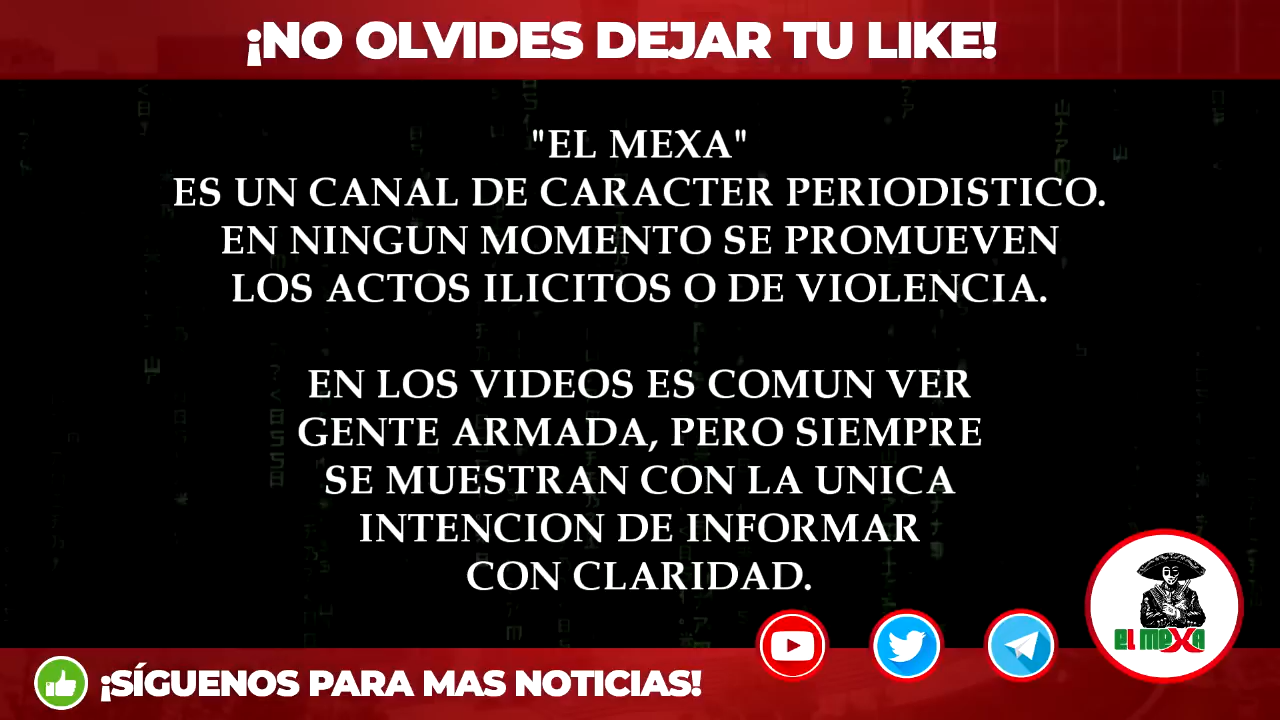 ¡NO OLVIDES DEJAR TU LIKE!
"EL MEXA"
ES UN CANAL DE CARACTER PERIODISTICO.
EN NINGUN MOMENTO SE PROMUEVEN
LOS ACTOS ILICITOS O DE VIOLENCIA.
EN LOS VIDEOS ES COMUN VER
GENTE ARMADA, PERO SIEMPRE
SE MUESTRAN CON LA UNICA
INTENCION DE INFORMAR
CON CLARIDAD.
EL MEXA
¡SÍGUENOS PARA MAS NOTICIAS!